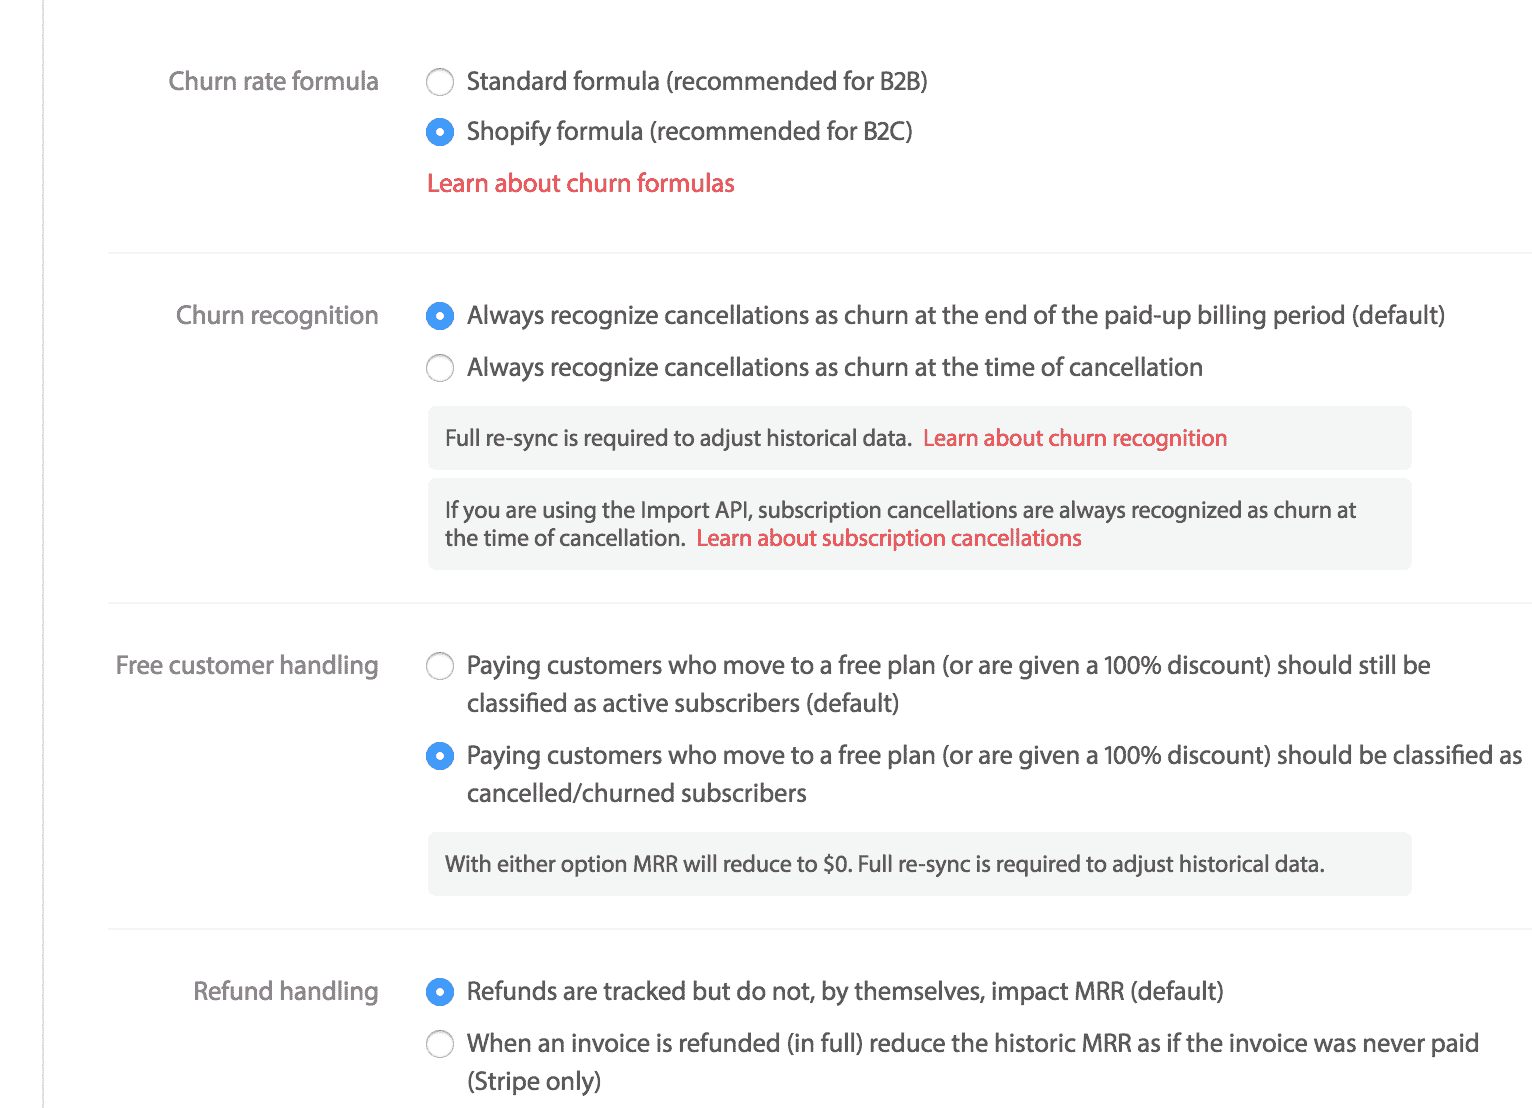 Churn rate formula
Standard formula (recommended for B2B)
Shopify formula (recommended for B2C)
Learn about churn formulas
Churn recognition
Always recognize cancellations as churn at the end of the paid-up billing period (default)
Always recognize cancellations as churn at the time of cancellation
Full re-sync is required to adjust historical data. Learn about churn recognition
If you are using the Import API, subscription cancellations are always recognized as churn at
the time of cancellation. Learn about subscription cancellations
Free customer handling
Paying customers who move to a free plan (or are given a 100% discount) should still be
classified as active subscribers (default)
Paying customers who move to a free plan (or are given a 100% discount) should be classified as
cancelled/churned subscribers
With either option MRR will reduce to $0. Full re-sync is required to adjust historical data.
Refund handling
Refunds are tracked but do not, by themselves, impact MRR (default)
When an invoice is refunded (in full) reduce the historic MRR as if the invoice was never paid
(Stripe only)